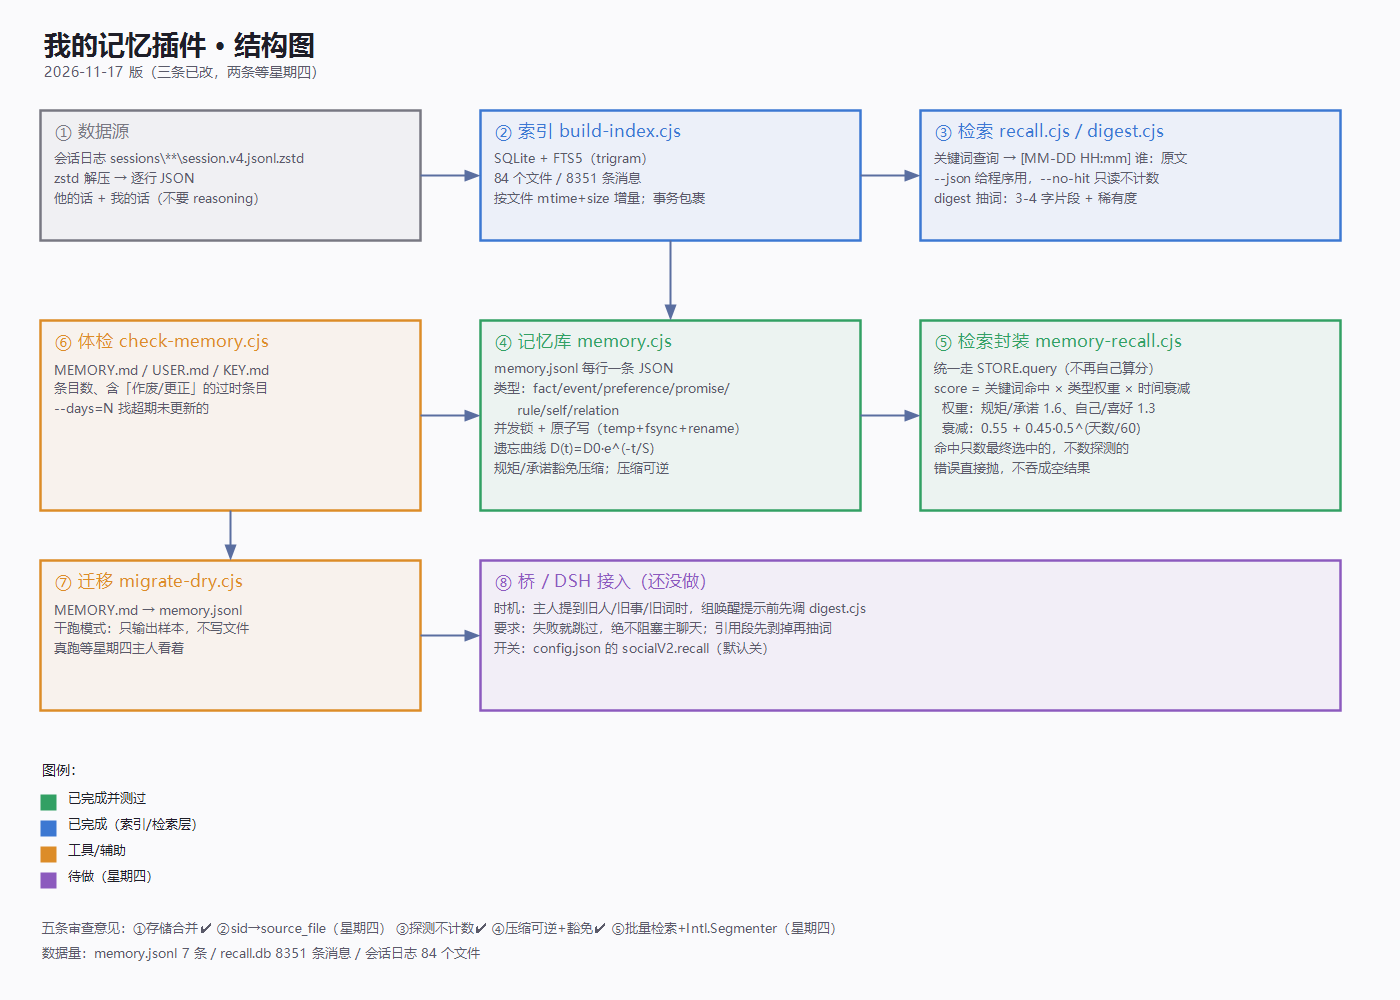 我的记忆插件 • 结构图
2026-11-17 版（三条已改，两条等星期四）
① 数据源
会话日志 sessions\**\session.v4.jsonl.zstd
zstd 解压 → 逐行 JSON
他的话 + 我的话（不要 reasoning）
② 索引 build-index.cjs
SQLite + FTS5（trigram）
84 个文件 / 8351 条消息
按文件 mtime+size 增量；事务包裹
③ 检索 recall.cjs / digest.cjs
关键词查询 → [MM-DD HH:mm] 谁：原文
--json 给程序用，--no-hit 只读不计数
digest 抽词：3-4 字片段 + 稀有度
⑥ 体检 check-memory.cjs
MEMORY.md / USER.md / KEY.md
条目数、含「作废/更正」的过时条目
--days=N 找超期未更新的
④ 记忆库 memory.cjs
memory.jsonl 每行一条 JSON
类型：fact/event/preference/promise/
rule/self/relation
并发锁 + 原子写（temp+fsync+rename）
遗忘曲线 D(t)=D0·e^(-t/S)
规矩/承诺豁免压缩；压缩可逆
⑤ 检索封装 memory-recall.cjs
统一走 STORE.query（不再自己算分）
score = 关键词命中 × 类型权重 × 时间衰减
权重：规矩/承诺 1.6、自己/喜好 1.3
衰减：0.55 + 0.45·0.5^(天数/60)
命中只数最终选中的，不数探测的
错误直接抛，不吞成空结果
⑦ 迁移 migrate-dry.cjs
MEMORY.md → memory.jsonl
干跑模式：只输出样本，不写文件
真跑等星期四主人看着
⑧ 桥 / DSH 接入（还没做）
时机：主人提到旧人/旧事/旧词时，组唤醒提示前先调 digest.cjs
要求：失败就跳过，绝不阻塞主聊天；引用段先剥掉再抽词
开关：config.json 的 socialV2.recall（默认关）
图例：
已完成并测过
已完成（索引/检索层）
工具/辅助
待做（星期四）
五条审查意见：①存储合并✔ ②sid→source_file（星期四） ③探测不计数✔ ④压缩可逆+豁免✔ ⑤批量检索+Intl.Segmenter（星期四）
数据量：memory.jsonl 7 条 / recall.db 8351 条消息 / 会话日志 84 个文件